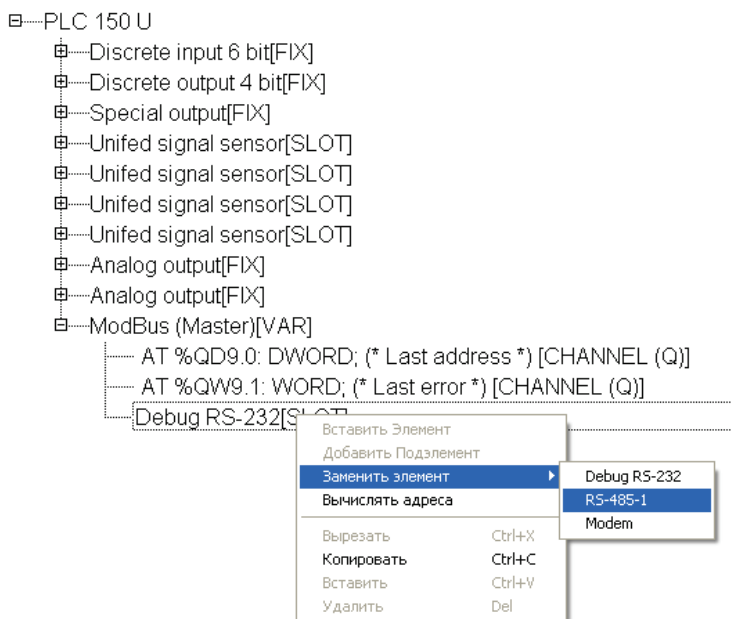 PLC 150 U
Discrete input 6 bit[FIX]
Discrete output 4 bit[FIX]
Special output[FIX]
Unifed signal sensor[SLOT]
Unifed signal sensor[SLOT]
Unifed signal sensor[SLOT]
Unifed signal sensor[SLOT]
Analog output[FIX]
Analog output[FIX]
ModBus (Master)[VAR]
AT %QD9.0: DWORD; (* Last address *) [CHANNEL (Q)]
AT %QW9.1: WORD; (* Last error *) [CHANNEL (Q)]
Debug RS-232[SLOT]
Вставить Элемент
Добавить Подэлемент
Заменить элемент
Debug RS-232
Вычислять адреса
RS-485-1
Modem
Вырезать Ctrl+X
Копировать Ctrl+C
Вставить Ctrl+V
Удалить Del